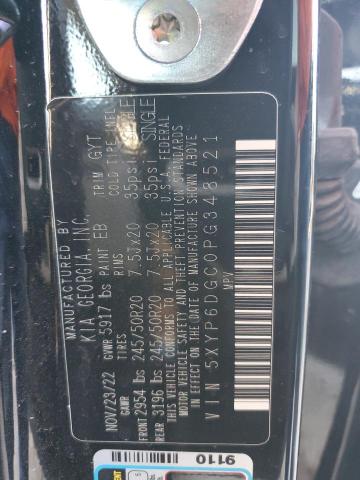 MANUFACTURED BY
KIA GEORGIA INC.
NOV/23/22 GVWR 5917 lbs PAINT EB TRIM GYT
GAWR TIRES RIMS COLD TYPE INFL
FRONT 2954 lbs 245/50R20 7.5Jx20 35psi SINGLE
REAR 3196 lbs 245/50R20 7.5Jx20 35psi SINGLE
THIS VEHICLE CONFORMS TO ALL APPLICABLE U.S.A. FEDERAL
MOTOR VEHICLE SAFETY AND THEFT PREVENTION STANDARDS
IN EFFECT ON THE DATE OF MANUFACTURE SHOWN ABOVE.
VIN 5XYP6DGC0PG348521
MPV
9110